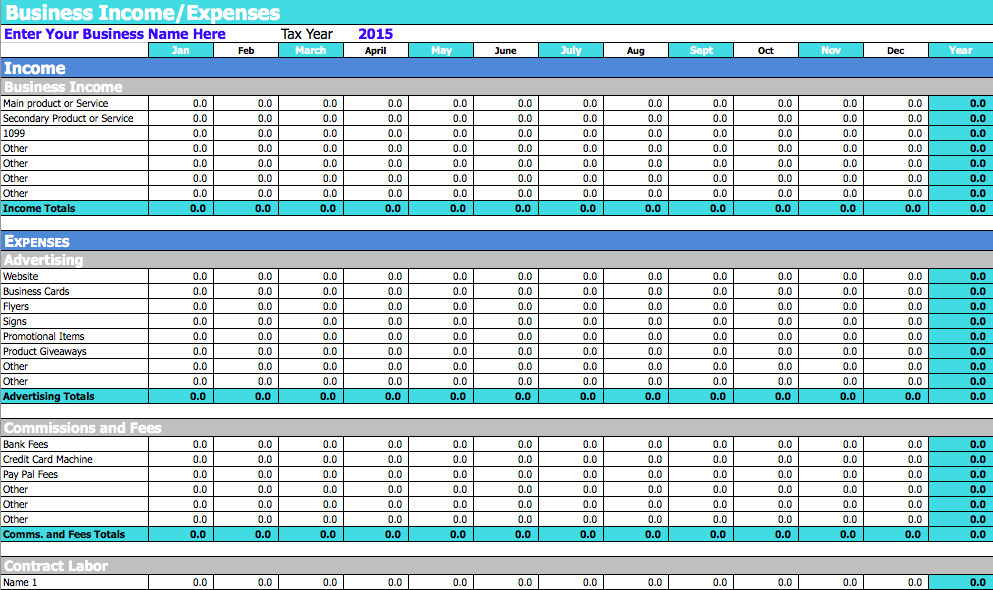 Business Income/Expenses
Enter Your Business Name Here Tax Year 2015
Jan Feb March April May June July Aug Sept Oct Nov Dec Year
Income
Business Income
Main product or Service 0.0 0.0 0.0 0.0 0.0 0.0 0.0 0.0 0.0 0.0 0.0 0.0 0.0
Secondary Product or Service 0.0 0.0 0.0 0.0 0.0 0.0 0.0 0.0 0.0 0.0 0.0 0.0 0.0
1099 0.0 0.0 0.0 0.0 0.0 0.0 0.0 0.0 0.0 0.0 0.0 0.0 0.0
Other 0.0 0.0 0.0 0.0 0.0 0.0 0.0 0.0 0.0 0.0 0.0 0.0 0.0
Other 0.0 0.0 0.0 0.0 0.0 0.0 0.0 0.0 0.0 0.0 0.0 0.0 0.0
Other 0.0 0.0 0.0 0.0 0.0 0.0 0.0 0.0 0.0 0.0 0.0 0.0 0.0
Other 0.0 0.0 0.0 0.0 0.0 0.0 0.0 0.0 0.0 0.0 0.0 0.0 0.0
Income Totals 0.0 0.0 0.0 0.0 0.0 0.0 0.0 0.0 0.0 0.0 0.0 0.0 0.0
EXPENSES
Advertising
Website 0.0 0.0 0.0 0.0 0.0 0.0 0.0 0.0 0.0 0.0 0.0 0.0 0.0
Business Cards 0.0 0.0 0.0 0.0 0.0 0.0 0.0 0.0 0.0 0.0 0.0 0.0 0.0
Flyers 0.0 0.0 0.0 0.0 0.0 0.0 0.0 0.0 0.0 0.0 0.0 0.0 0.0
Signs 0.0 0.0 0.0 0.0 0.0 0.0 0.0 0.0 0.0 0.0 0.0 0.0 0.0
Promotional Items 0.0 0.0 0.0 0.0 0.0 0.0 0.0 0.0 0.0 0.0 0.0 0.0 0.0
Product Giveaways 0.0 0.0 0.0 0.0 0.0 0.0 0.0 0.0 0.0 0.0 0.0 0.0 0.0
Other 0.0 0.0 0.0 0.0 0.0 0.0 0.0 0.0 0.0 0.0 0.0 0.0 0.0
Other 0.0 0.0 0.0 0.0 0.0 0.0 0.0 0.0 0.0 0.0 0.0 0.0 0.0
Advertising Totals 0.0 0.0 0.0 0.0 0.0 0.0 0.0 0.0 0.0 0.0 0.0 0.0 0.0
Commissions and Fees
Bank Fees 0.0 0.0 0.0 0.0 0.0 0.0 0.0 0.0 0.0 0.0 0.0 0.0 0.0
Credit Card Machine 0.0 0.0 0.0 0.0 0.0 0.0 0.0 0.0 0.0 0.0 0.0 0.0 0.0
Pay Pal Fees 0.0 0.0 0.0 0.0 0.0 0.0 0.0 0.0 0.0 0.0 0.0 0.0 0.0
Other 0.0 0.0 0.0 0.0 0.0 0.0 0.0 0.0 0.0 0.0 0.0 0.0 0.0
Other 0.0 0.0 0.0 0.0 0.0 0.0 0.0 0.0 0.0 0.0 0.0 0.0 0.0
Other 0.0 0.0 0.0 0.0 0.0 0.0 0.0 0.0 0.0 0.0 0.0 0.0 0.0
Comms. and Fees Totals 0.0 0.0 0.0 0.0 0.0 0.0 0.0 0.0 0.0 0.0 0.0 0.0 0.0
Contract Labor
Name 1 0.0 0.0 0.0 0.0 0.0 0.0 0.0 0.0 0.0 0.0 0.0 0.0 0.0